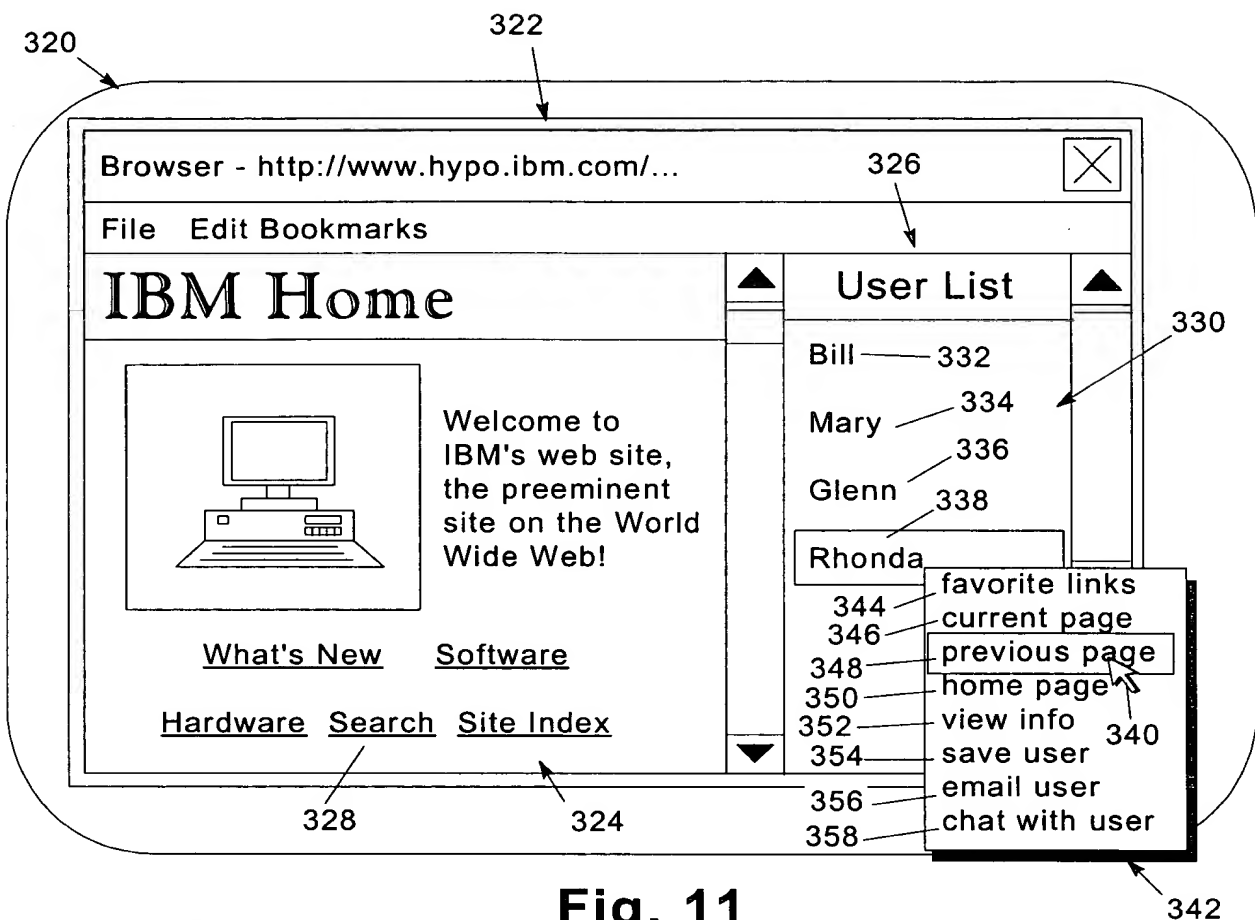 320
322
Browser - http://www.hypo.ibm.com/...
326
File Edit Bookmarks
IBM Home
User List
330
Bill 332
Mary 334
Glenn 336
338
Rhonda
Welcome to
IBM's web site,
the preeminent
site on the World
Wide Web!
What's New Software
Hardware Search Site Index
328
324
344 favorite links
346 current page
348 previous page
350 home page
352 view info
340
354 save user
356 email user
358 chat with user
342
Fig. 11